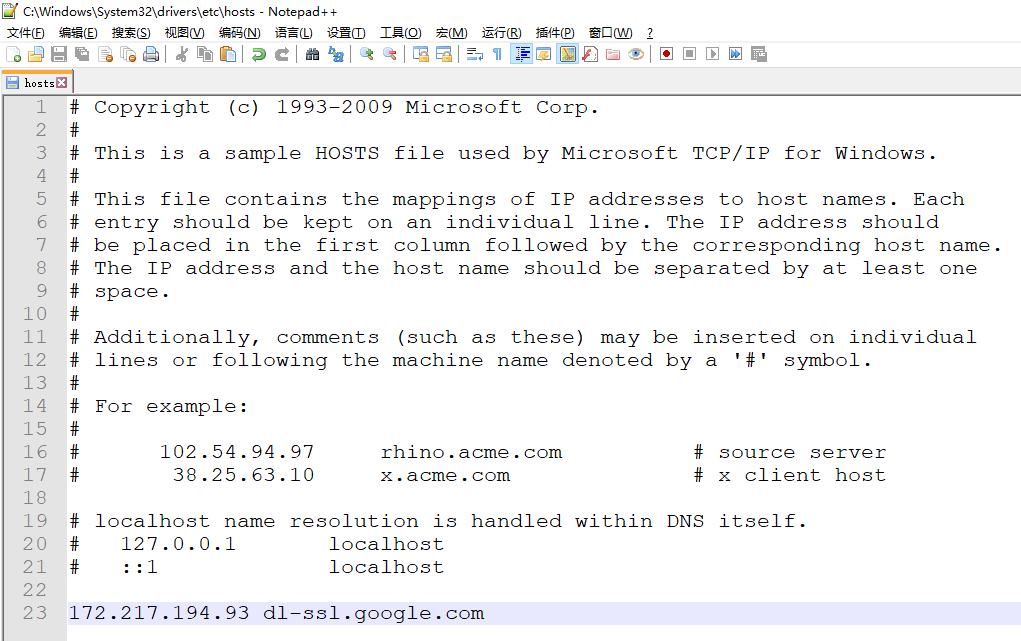 C:\Windows\System32\drivers\etc\hosts - Notepad++
文件(F) 编辑(E) 搜索(S) 视图(V) 编码(N) 语言(L) 设置(T) 工具(O) 宏(M) 运行(R) 插件(P) 窗口(W) ?
hosts
1 # Copyright (c) 1993-2009 Microsoft Corp.
2 #
3 # This is a sample HOSTS file used by Microsoft TCP/IP for Windows.
4 #
5 # This file contains the mappings of IP addresses to host names. Each
6 # entry should be kept on an individual line. The IP address should
7 # be placed in the first column followed by the corresponding host name.
8 # The IP address and the host name should be separated by at least one
9 # space.
10 #
11 # Additionally, comments (such as these) may be inserted on individual
12 # lines or following the machine name denoted by a '#' symbol.
13 #
14 # For example:
15 #
16 #      102.54.94.97     rhino.acme.com          # source server
17 #       38.25.63.10     x.acme.com              # x client host
18
19 # localhost name resolution is handled within DNS itself.
20 #   127.0.0.1       localhost
21 #   ::1             localhost
22
23 172.217.194.93 dl-ssl.google.com